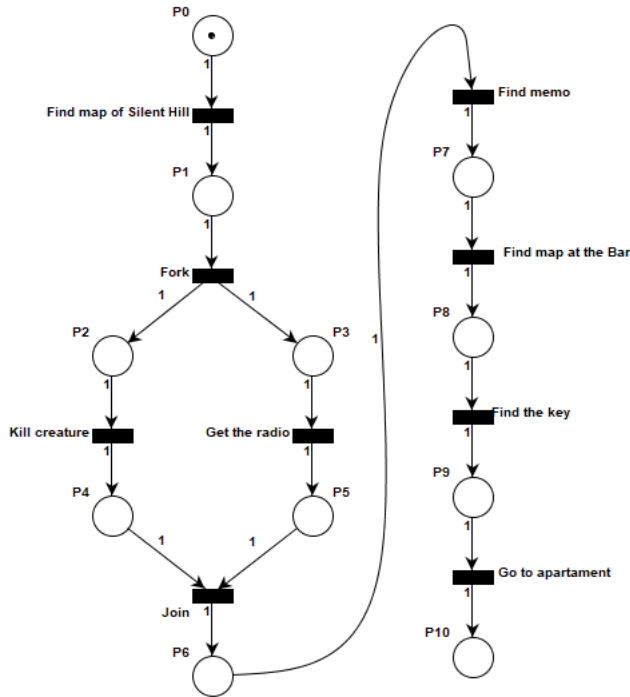 P0
1
Find map of Silent Hill
1
P1
1
Fork
1 1
P2 P3
1 1
Kill creature Get the radio
1 1
P4 P5
1 1
Join
1
P6
1
Find memo
1
P7
1
Find map at the Bar
1
P8
1
Find the key
1
P9
1
Go to apartament
1
P10